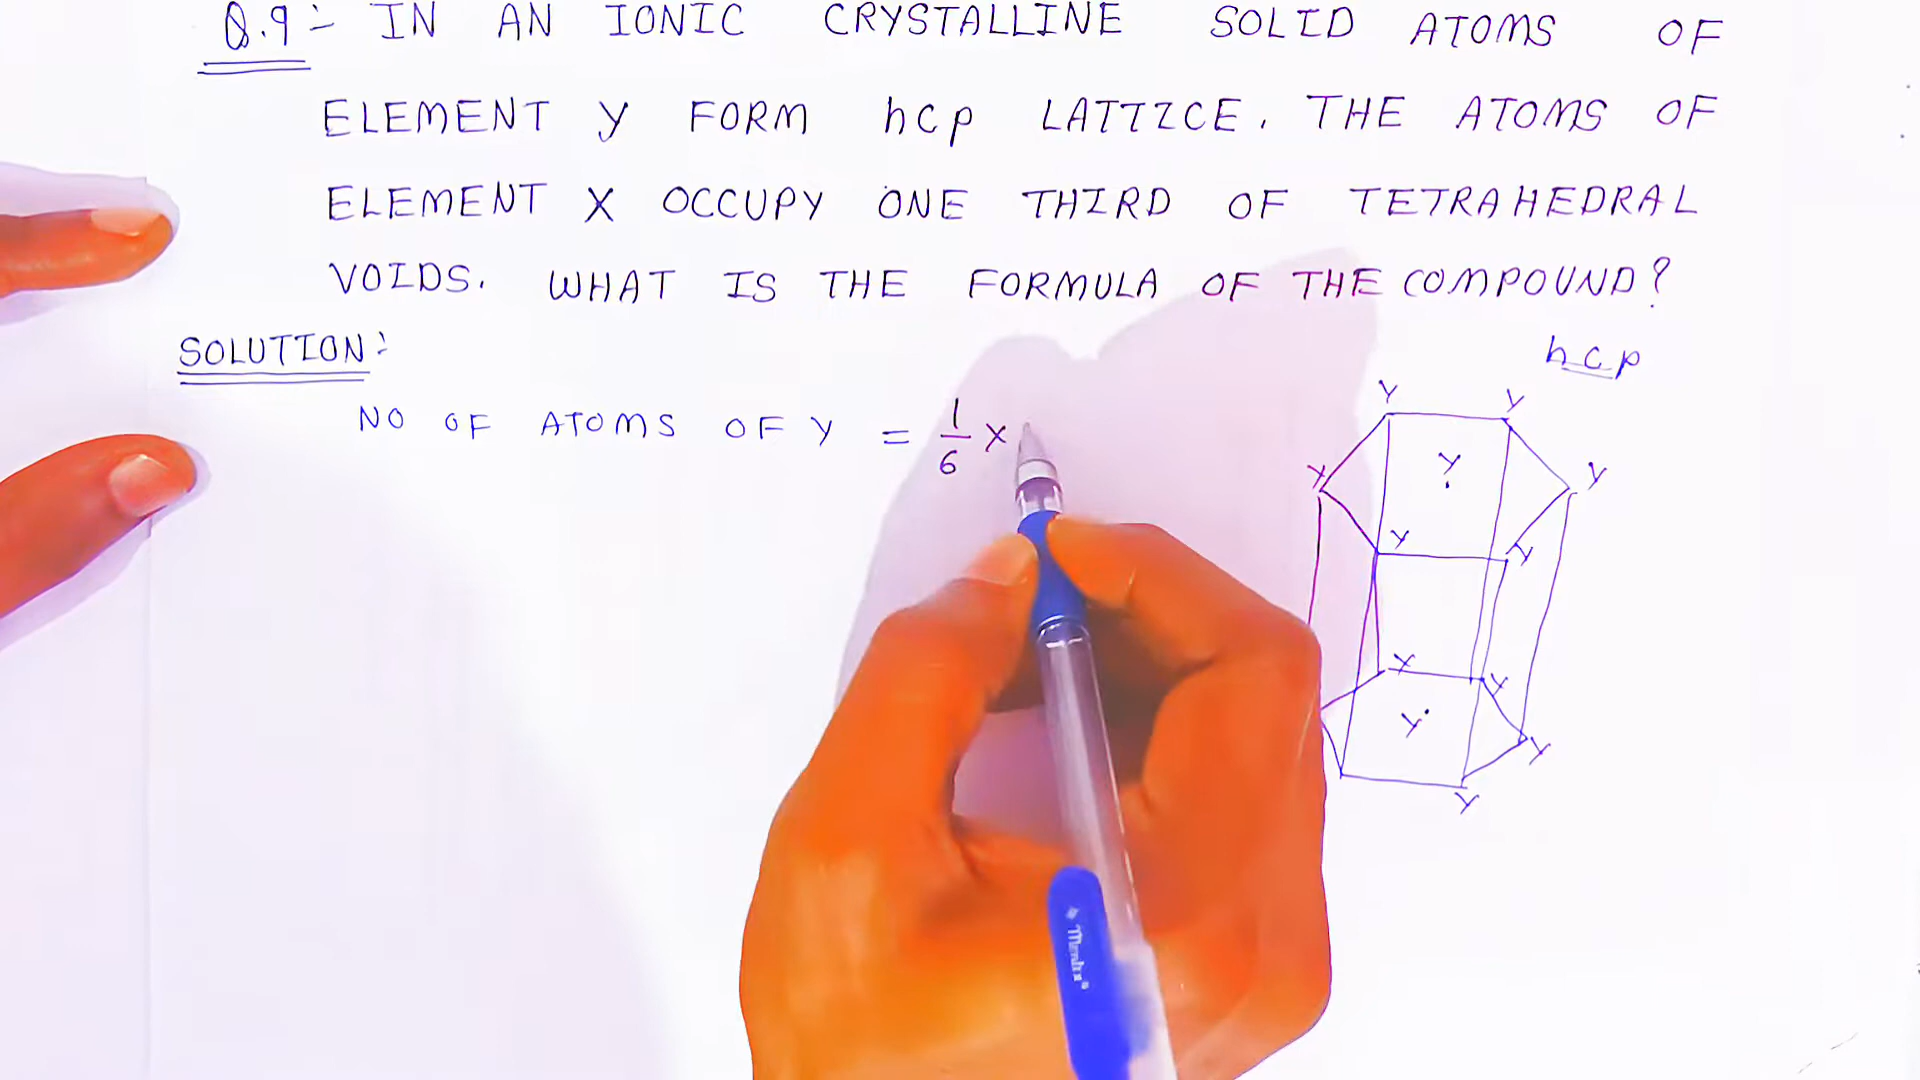 Q.9:- IN AN IONIC CRYSTALLINE SOLID ATOMS OF
ELEMENT Y FORM hcp LATTICE. THE ATOMS OF
ELEMENT X OCCUPY ONE THIRD OF TETRAHEDRAL
VOIDS. WHAT IS THE FORMULA OF THE COMPOUND?
SOLUTION:-
hcp
NO OF ATOMS OF Y = 1/6 X
Y Y
Y Y Y
Y Y
Y Y
Y Y
Y